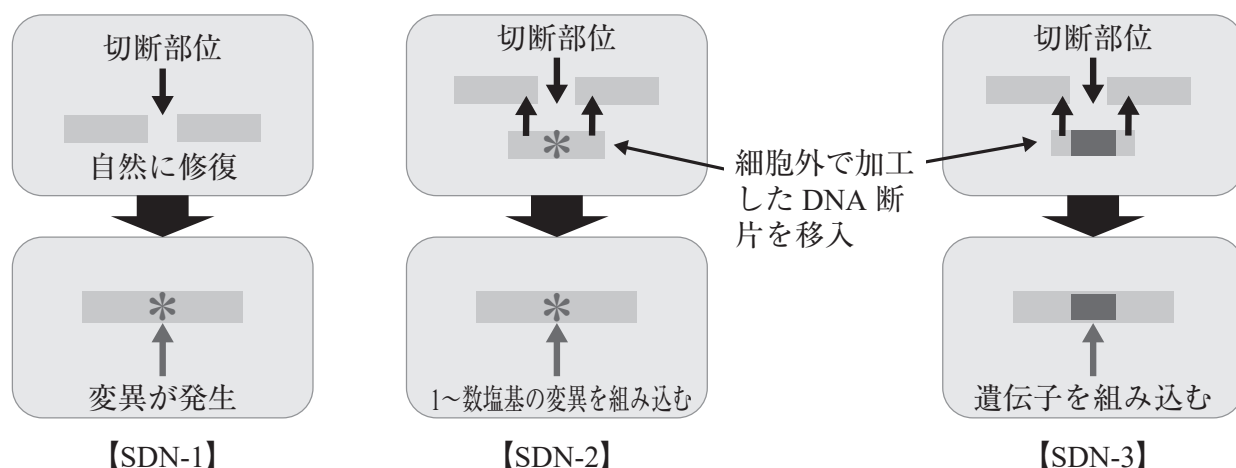 切断部位
自然に修復
変異が発生
【SDN-1】
切断部位
*
1〜数塩基の変異を組み込む
【SDN-2】
細胞外で加工
した DNA 断
片を移入
切断部位
遺伝子を組み込む
【SDN-3】